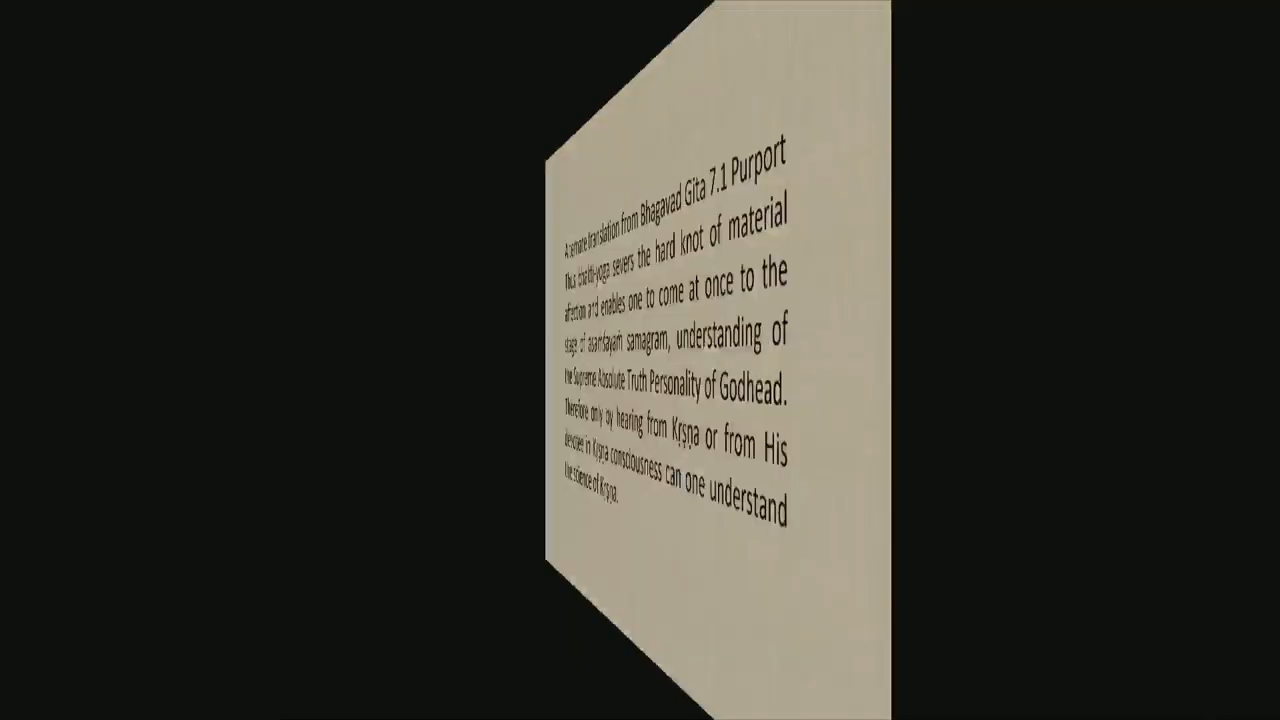 Alternate translation from Bhagavad Gita 7.1 Purport
Thus bhakti-yoga severs the hard knot of material
affection and enables one to come at once to the
stage of asaṁśayaṁ samagram, understanding of
the Supreme Absolute Truth Personality of Godhead.
Therefore only by hearing from Kṛṣṇa or from His
devotee in Kṛṣṇa consciousness can one understand
the science of Kṛṣṇa.